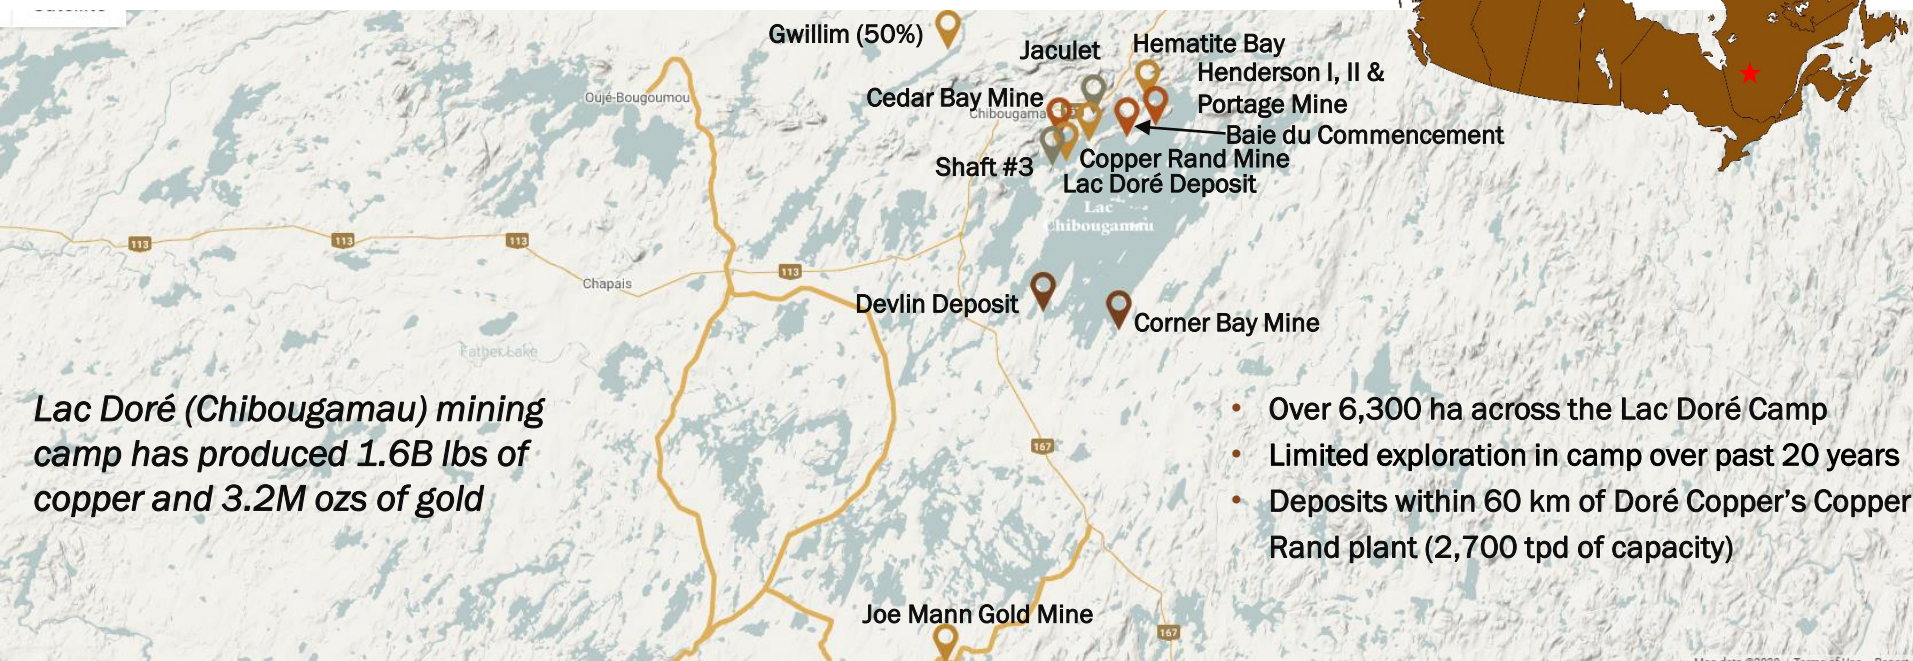 Gwillim (50%)
Jaculet
Hematite Bay
Henderson I, II &
Portage Mine
Cedar Bay Mine
Oujé-Bougoumou
Baie du Commencement
Copper Rand Mine
Shaft #3
Lac Doré Deposit
Lac
Chibougamau
113
113
113
113
Chapais
Devlin Deposit
Corner Bay Mine
Father Lake
Lac Doré (Chibougamau) mining
camp has produced 1.6B lbs of
copper and 3.2M ozs of gold
• Over 6,300 ha across the Lac Doré Camp
• Limited exploration in camp over past 20 years
• Deposits within 60 km of Doré Copper's Copper
Rand plant (2,700 tpd of capacity)
167
Joe Mann Gold Mine
167